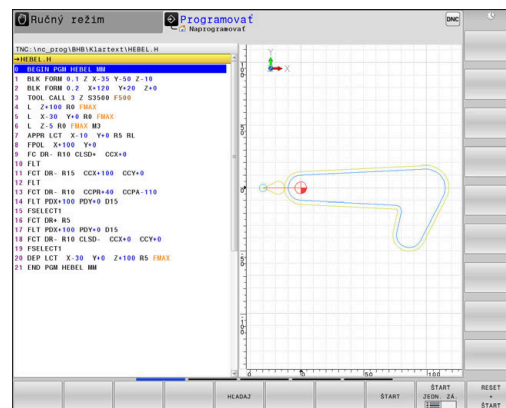 Ručný režim
Programovať
Naprogramovať
DNC
TNC:\nc_prog\BHB\Klartext\HEBEL.H
→HEBEL.H
0 BEGIN PGM HEBEL MM
1 BLK FORM 0.1 Z X-35 Y-50 Z-10
2 BLK FORM 0.2 X+120 Y+20 Z+0
3 TOOL CALL 3 Z S3500 F500
4 L Z+100 R0 FMAX
5 L X-30 Y+0 R0 FMAX
6 L Z-5 R0 FMAX M3
7 APPR LCT X-10 Y+0 R5 RL
8 FPOL X+100 Y+0
9 FC DR- R10 CLSD+ CCX+0
10 FLT
11 FCT DR- R15 CCX+100 CCY+0
12 FLT
13 FCT DR- R10 CCPR+40 CCPA-110
14 FLT PDX+100 PDY+0 D15
15 FSELECT1
16 FCT DR+ R5
17 FLT PDX+100 PDY+0 D15
18 FCT DR- R10 CLSD- CCX+0 CCY+0
19 FSELECT1
20 DEP LCT X-30 Y+0 Z+100 R5 FMAX
21 END PGM HEBEL MM
Y
X
0
50
100
HĽADAJ
ŠTART
ŠTART
JEDN. ZÁ.
RESET
+
ŠTART